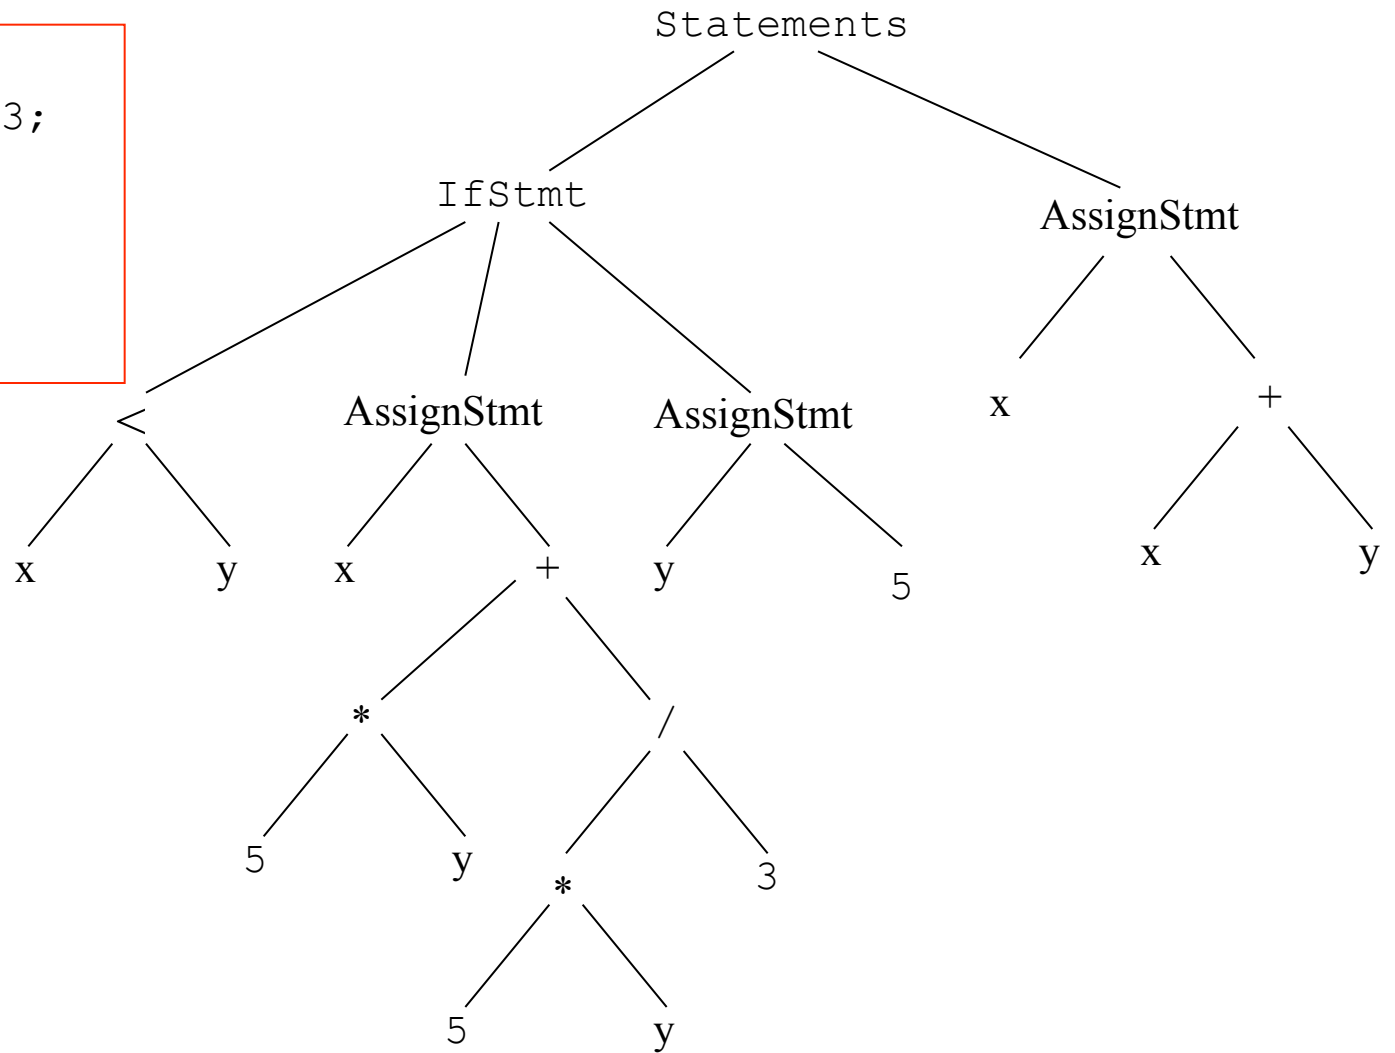 Statements
3;
IfStmt
AssignStmt
< AssignStmt AssignStmt x +
x y x + y 5 x y
* /
5 y * 3
5 y